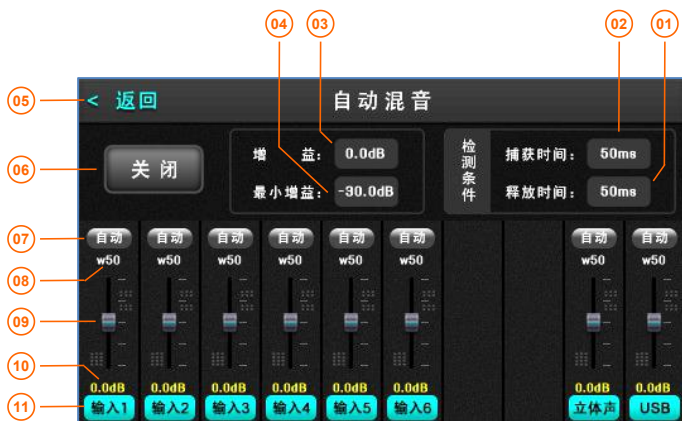 04 03 02 01
05 < 返回 自动混音
06 关闭
增 益： 0.0dB
最小增益： -90.0dB
检测条件
捕获时间： 50ms
释放时间： 50ms
07 自动 自动 自动 自动 自动 自动 自动 自动
08 w50 w50 w50 w50 w50 w50 w50 w50
09
10 0.0dB 0.0dB 0.0dB 0.0dB 0.0dB 0.0dB 0.0dB 0.0dB
11 输入1 输入2 输入3 输入4 输入5 输入6 立体声 USB